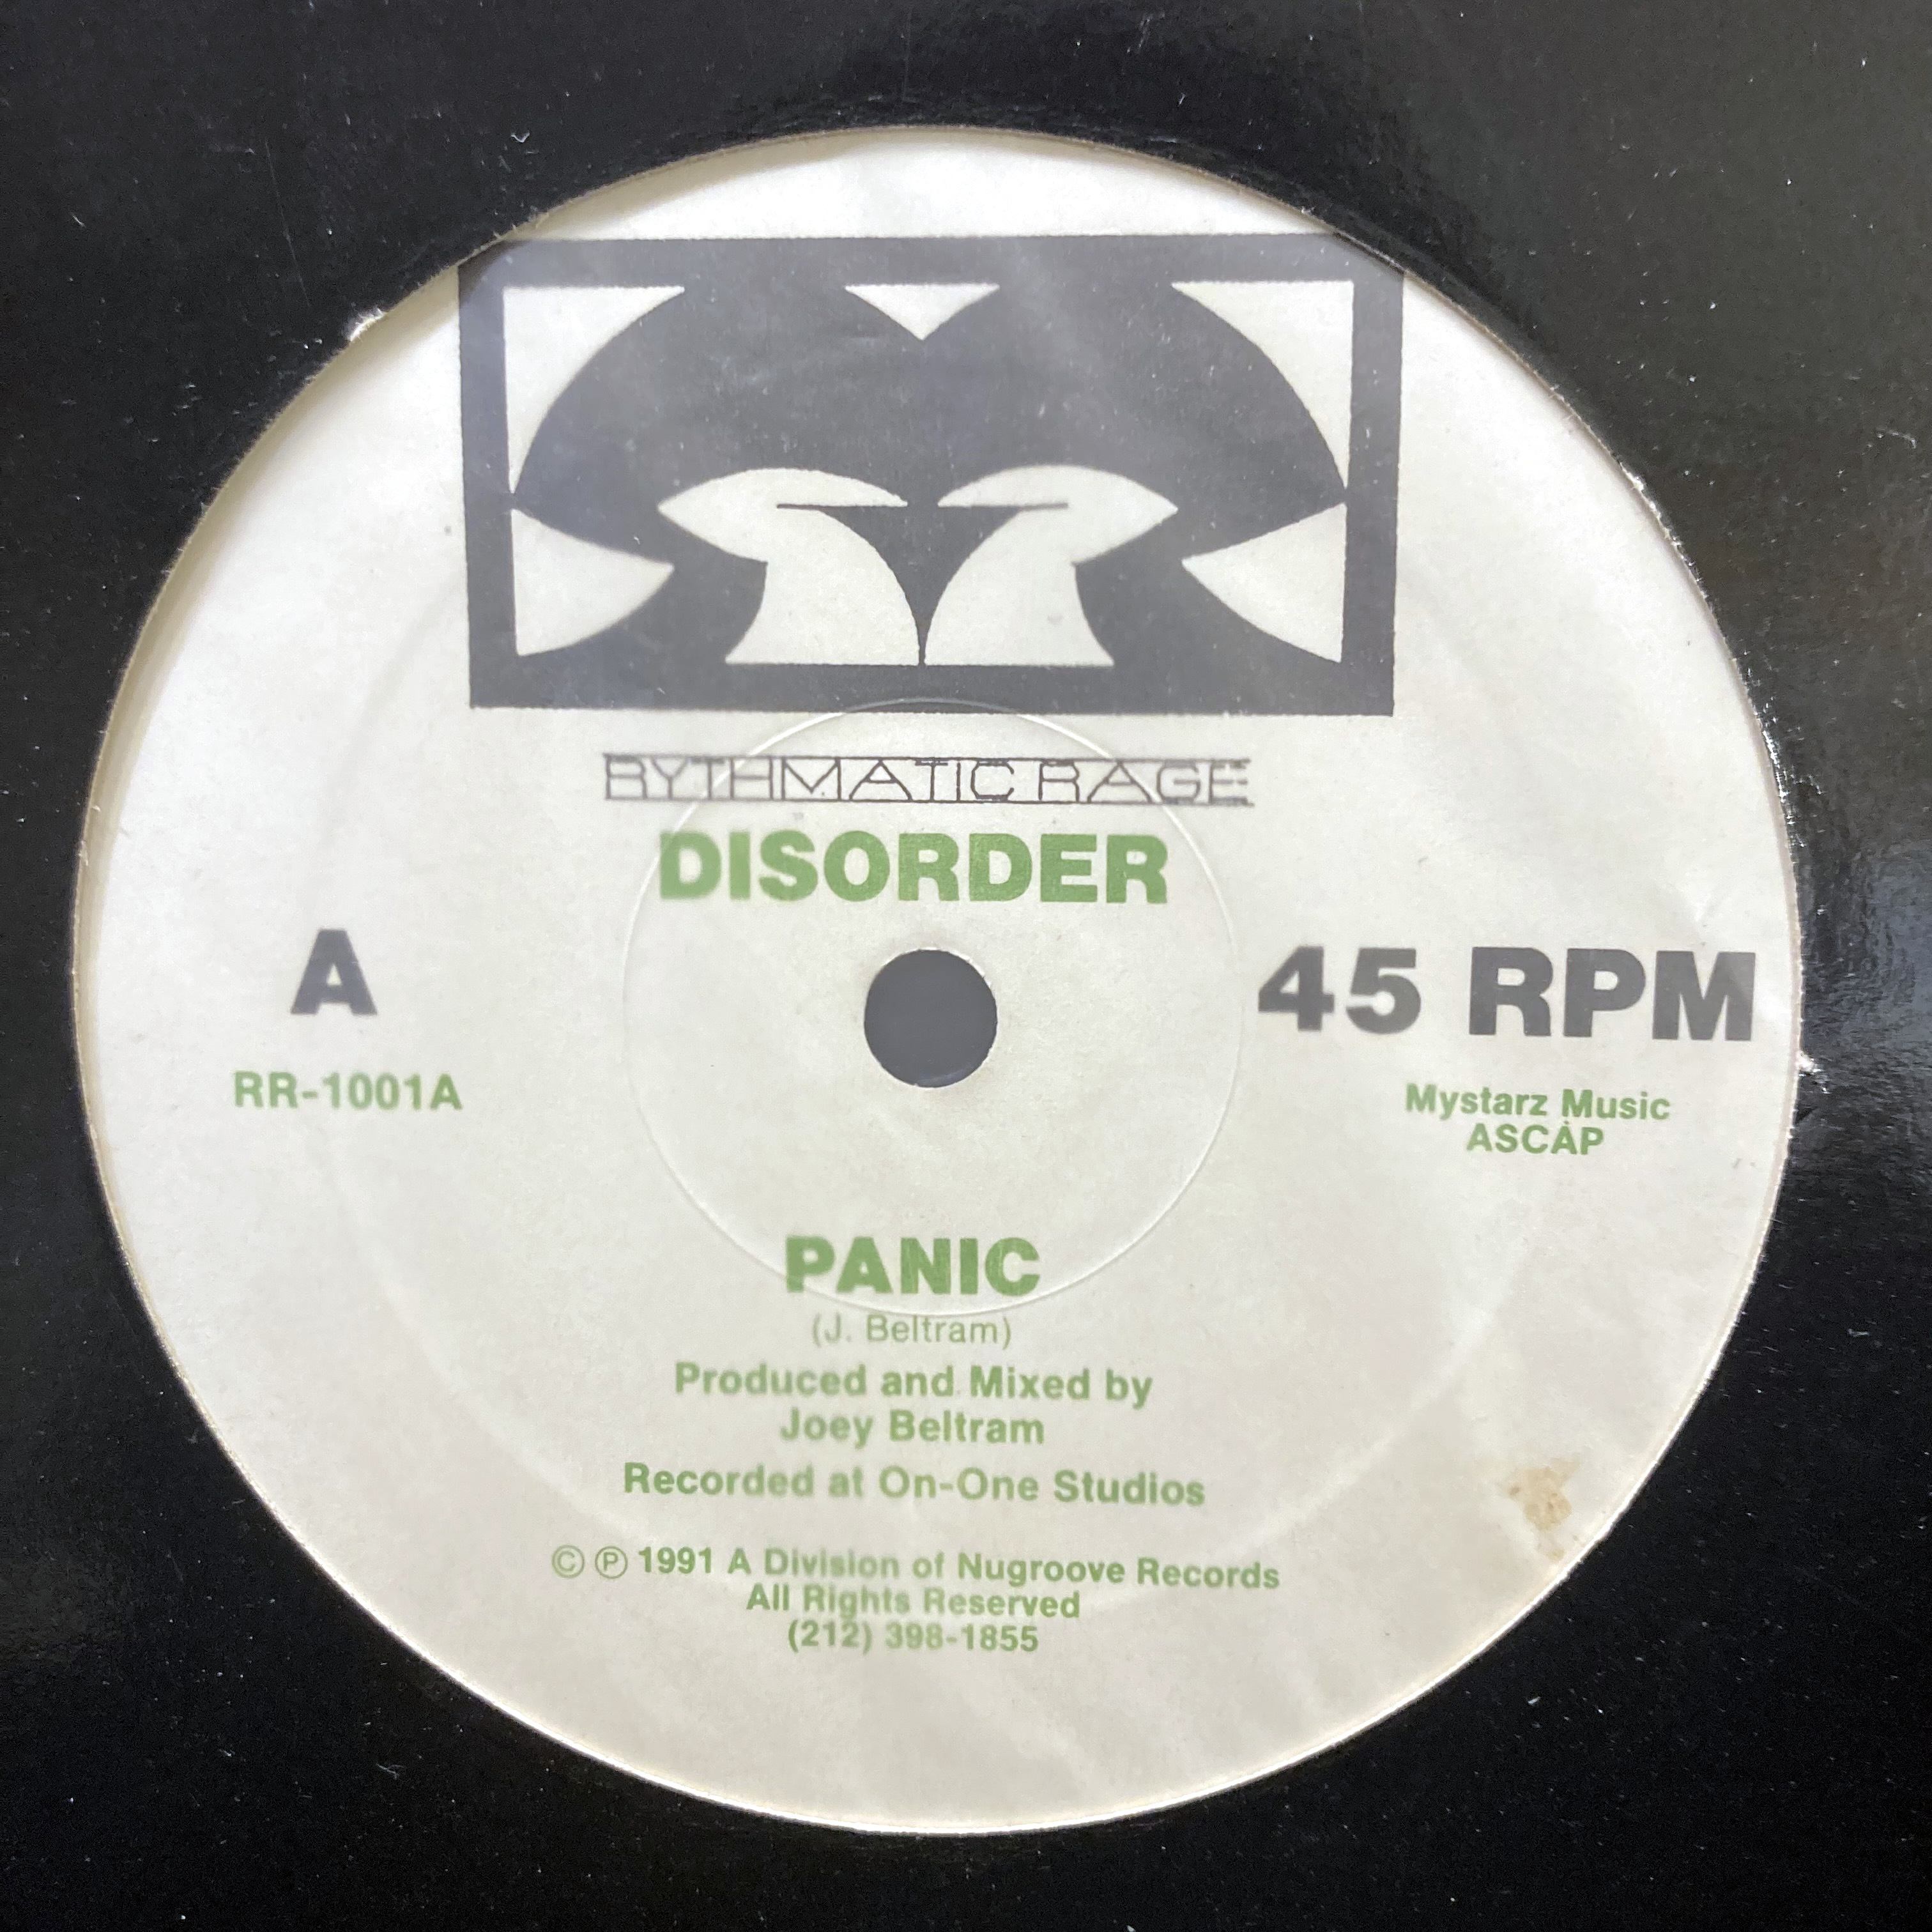 RYTHMATIC RAGE
DISORDER
A
45 RPM
RR-1001A
Mystarz Music
ASCAP
PANIC
(J. Beltram)
Produced and Mixed by
Joey Beltram
Recorded at On-One Studios
© ℗ 1991 A Division of Nugroove Records
All Rights Reserved
(212) 398-1855